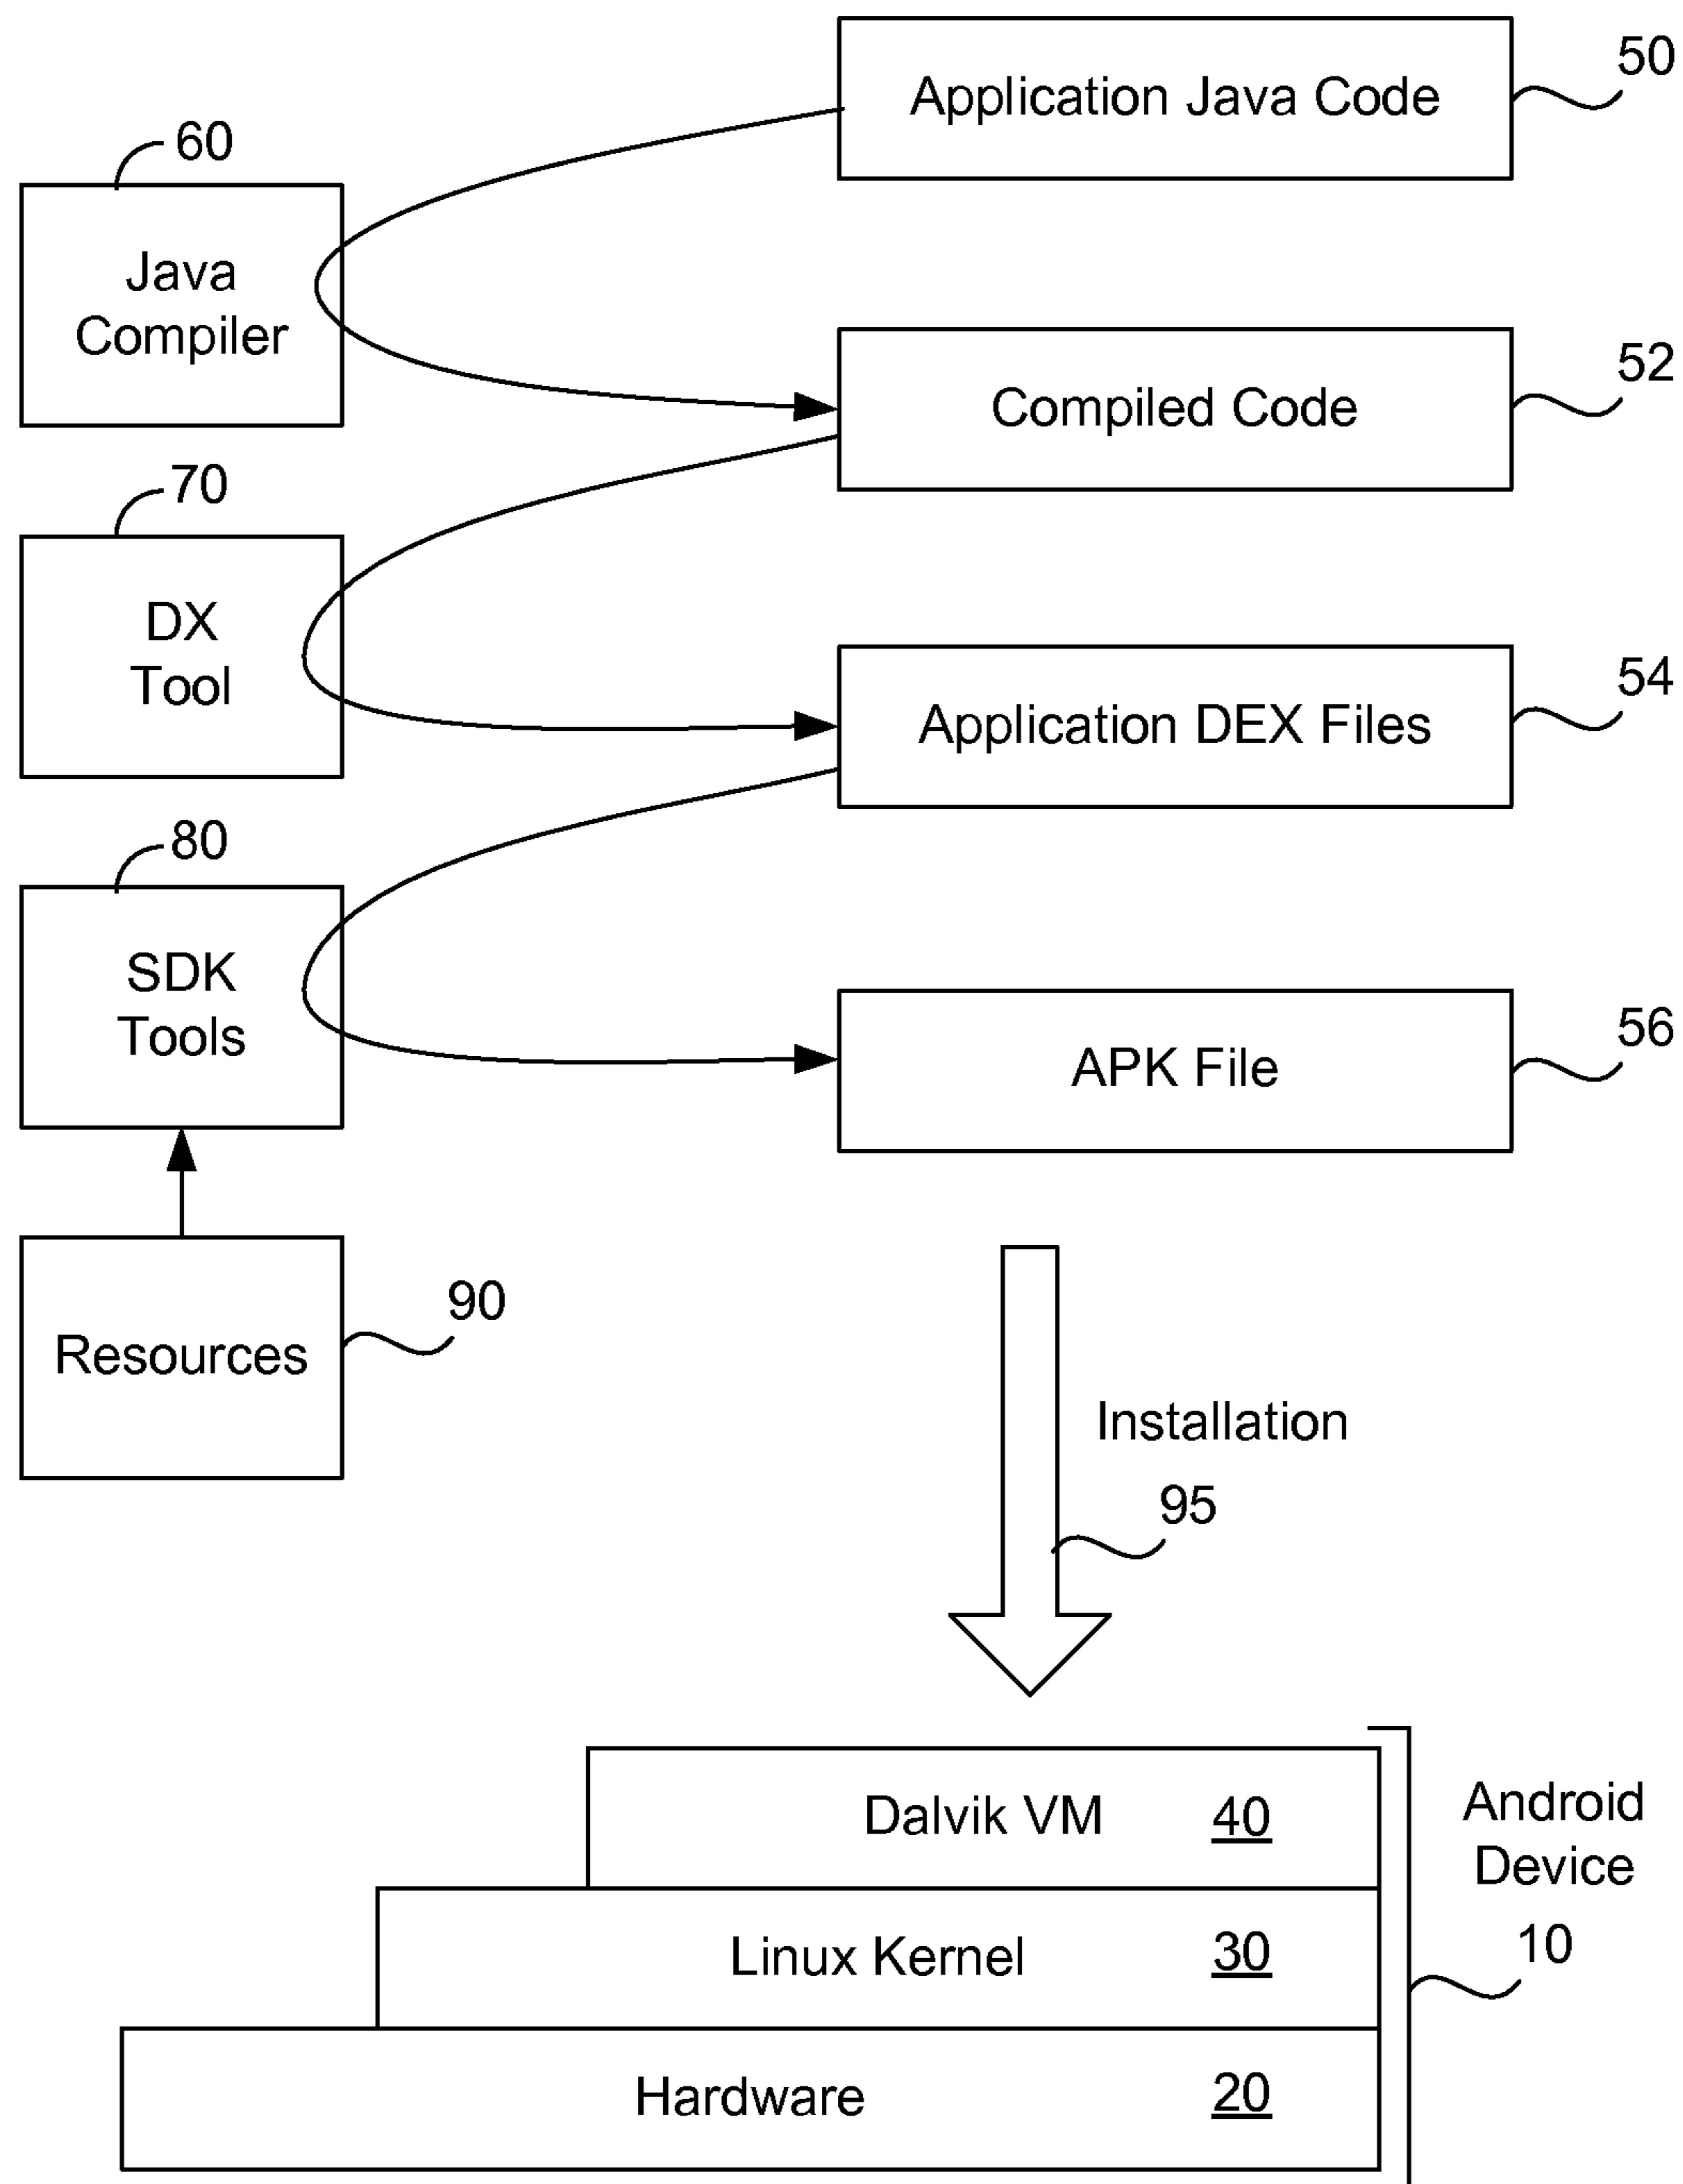 50
Application Java Code
60
Java
Compiler
52
Compiled Code
70
DX
Tool
54
Application DEX Files
80
SDK
Tools
56
APK File
90
Resources
Installation
95
Dalvik VM 40
Android
Device
10
Linux Kernel 30
Hardware 20